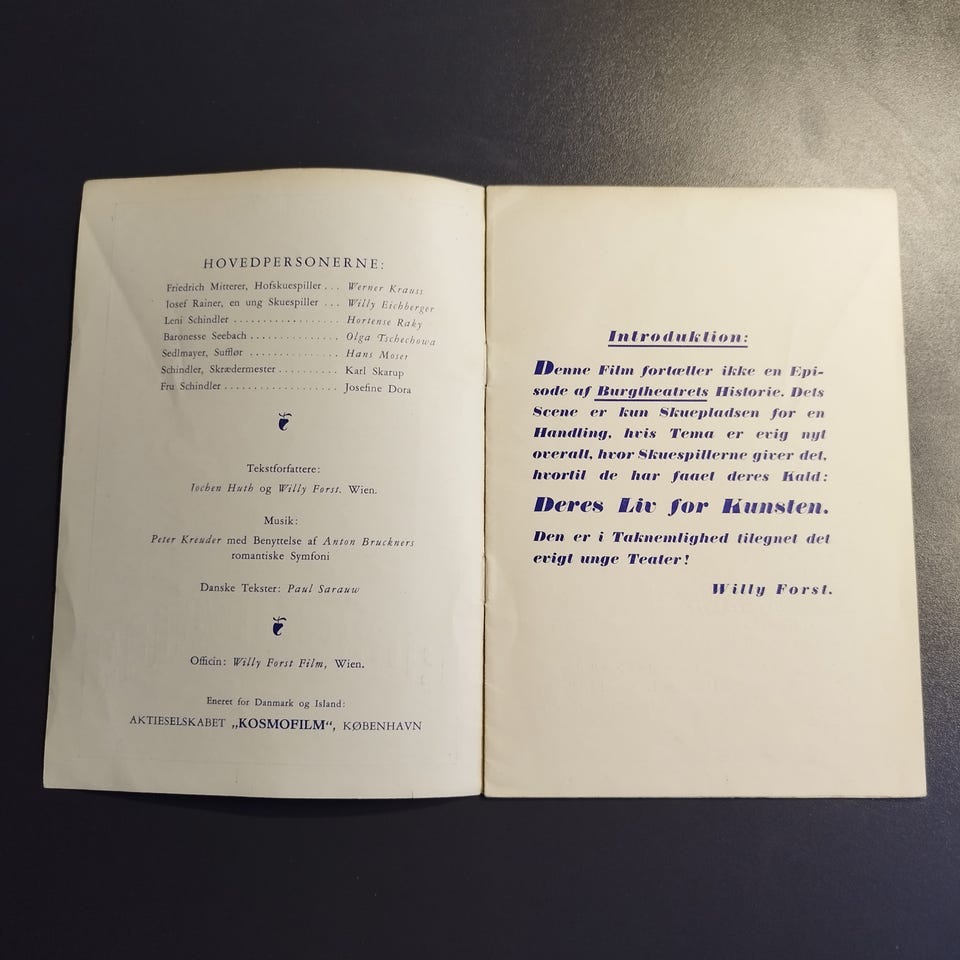 HOVEDPERSONERNE:
Friedrich Mitterer, Hofskuespiller . . . Werner Krauss
Josef Rainer, en ung Skuespiller . . . Willy Eichberger
Leni Schindler . . . . . . . . . . . . . . . . . . Hortense Raky
Baronesse Seebach . . . . . . . . . . . . . . . Olga Tschechowa
Sedlmayer, Sufflør . . . . . . . . . . . . . . . Hans Moser
Schindler, Skrædermester . . . . . . . . . . Karl Skarup
Fru Schindler . . . . . . . . . . . . . . . . . . . Josefine Dora
Tekstforfattere:
Jochen Huth og Willy Forst. Wien.
Musik:
Peter Kreuder med Benyttelse af Anton Bruckners
romantiske Symfoni
Danske Tekster: Paul Sarauw
Officin: Willy Forst Film, Wien.
Eneret for Danmark og Island:
AKTIESELSKABET „KOSMOFILM“, KØBENHAVN
Introduktion:
Denne Film fortæller ikke en Epi-
sode af Burgtheatrets Historie. Dets
Scene er kun Skuepladsen for en
Handling, hvis Tema er evig nyt
overalt, hvor Skuespillerne giver det,
hvortil de har faaet deres Kald:
Deres Liv for Kunsten.
Den er i Taknemlighed tilegnet det
evigt unge Teater!
Willy Forst.